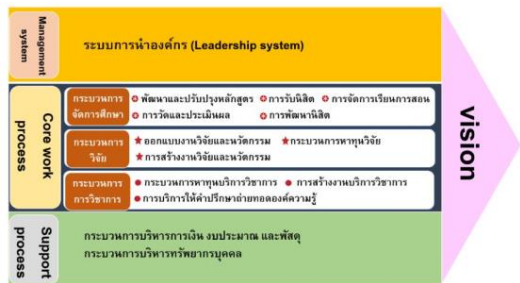 Management system
ระบบการนำองค์กร (Leadership system)
Core work process
กระบวนการ
จัดการศึกษา
พัฒนาและปรับปรุงหลักสูตร การรับนิสิต การจัดการเรียนการสอน
การวัดและประเมินผล การพัฒนานิสิต
กระบวนการ
วิจัย
★ออกแบบงานวิจัยและนวัตกรรม ★กระบวนการหาทุนวิจัย
★การสร้างงานวิจัยและนวัตกรรม
กระบวนการ
การวิชาการ
● กระบวนการหาทุนบริการวิชาการ ● การสร้างงานบริการวิชาการ
● การบริการให้คำปรึกษาถ่ายทอดองค์ความรู้
Support process
กระบวนการบริหารการเงิน งบประมาณ และพัสดุ
กระบวนการบริหารทรัพยากรบุคคล
vision